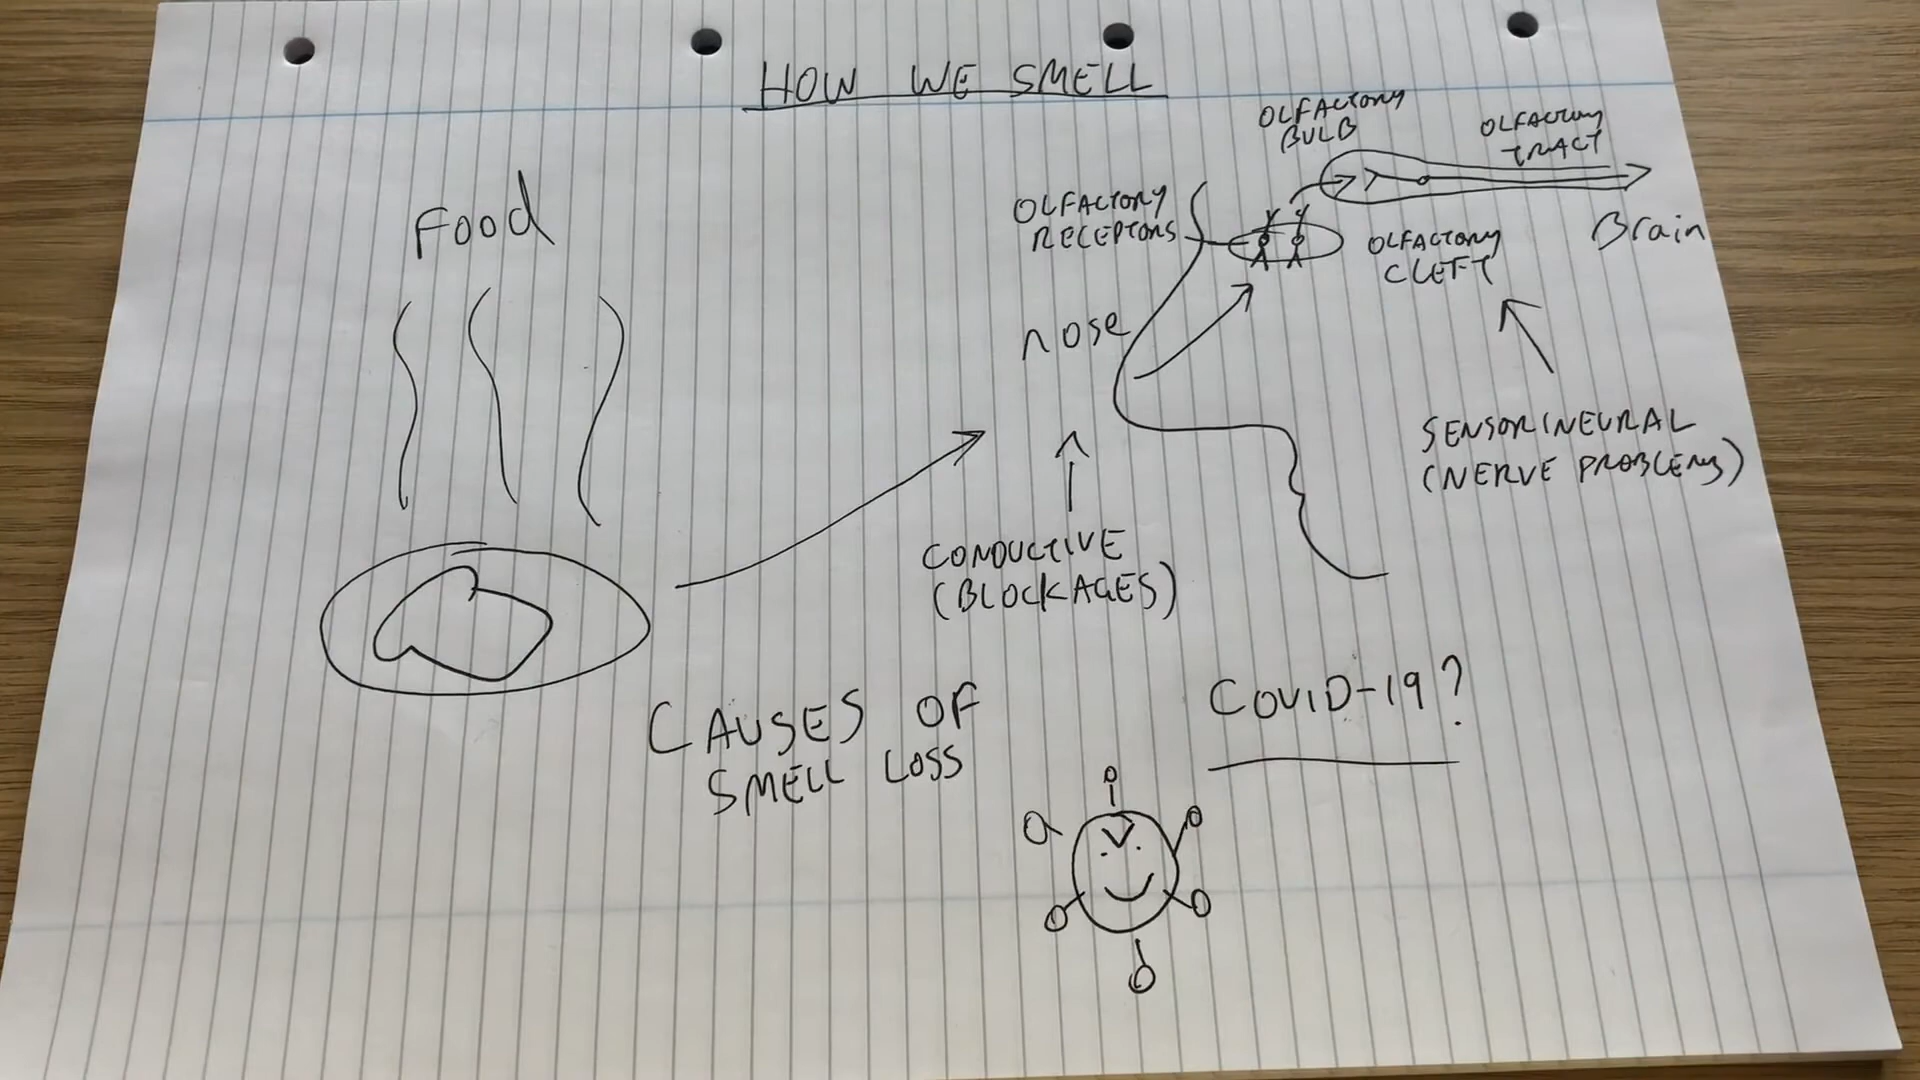 HOW WE SMELL
Food
OLFACTORY
BULB
OLFACTORY
TRACT
OLFACTORY
RECEPTORS
OLFACTORY
CLEFT
Brain
nose
SENSORINEURAL
(NERVE PROBLEMS)
CONDUCTIVE
(BLOCKAGES)
CAUSES OF
SMELL LOSS
COVID-19?